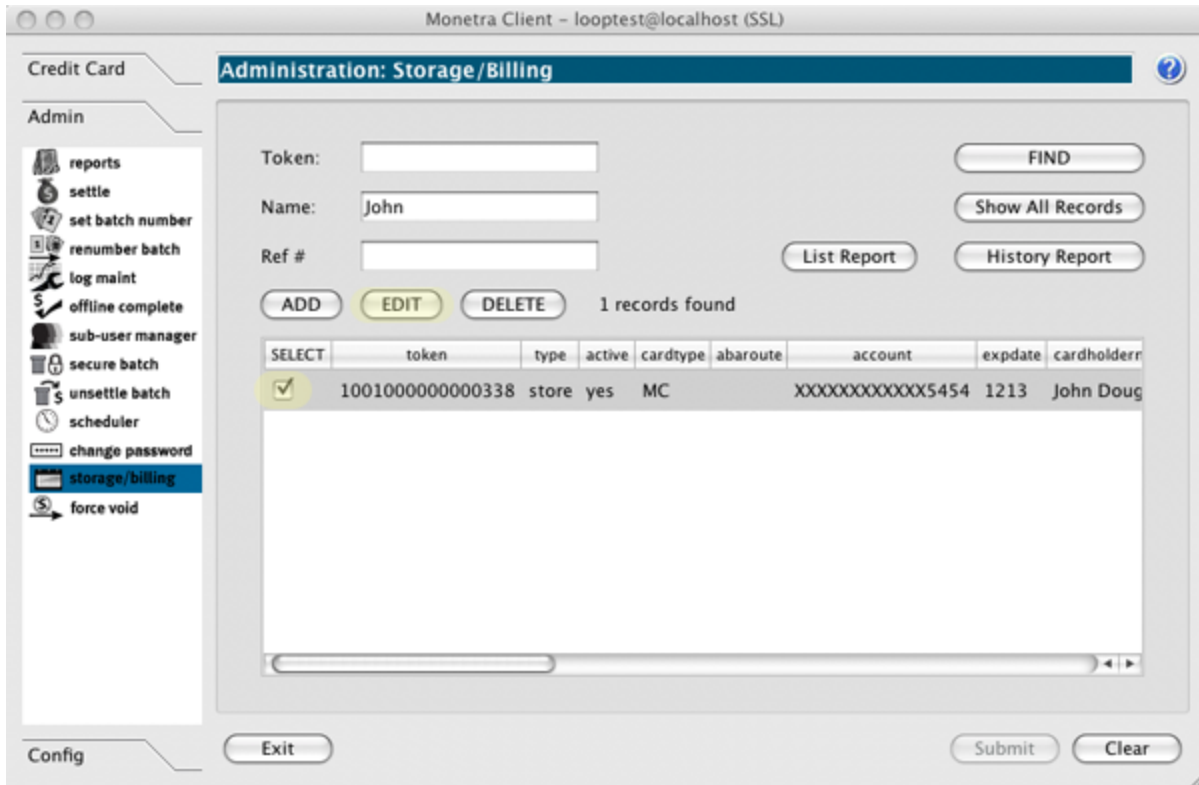 Monetra Client – looptest@localhost (SSL)
Credit Card
Administration: Storage/Billing
?
Admin
reports
settle
set batch number
renumber batch
log maint
offline complete
sub-user manager
secure batch
unsettle batch
scheduler
change password
storage/billing
force void
Token:
FIND
Name: John
Show All Records
Ref #
List Report History Report
ADD EDIT DELETE 1 records found
SELECT token type active cardtype abaroute account expdate cardholdern
1001000000000338 store yes MC XXXXXXXXXXXX5454 1213 John Doug
Config
Exit Submit Clear